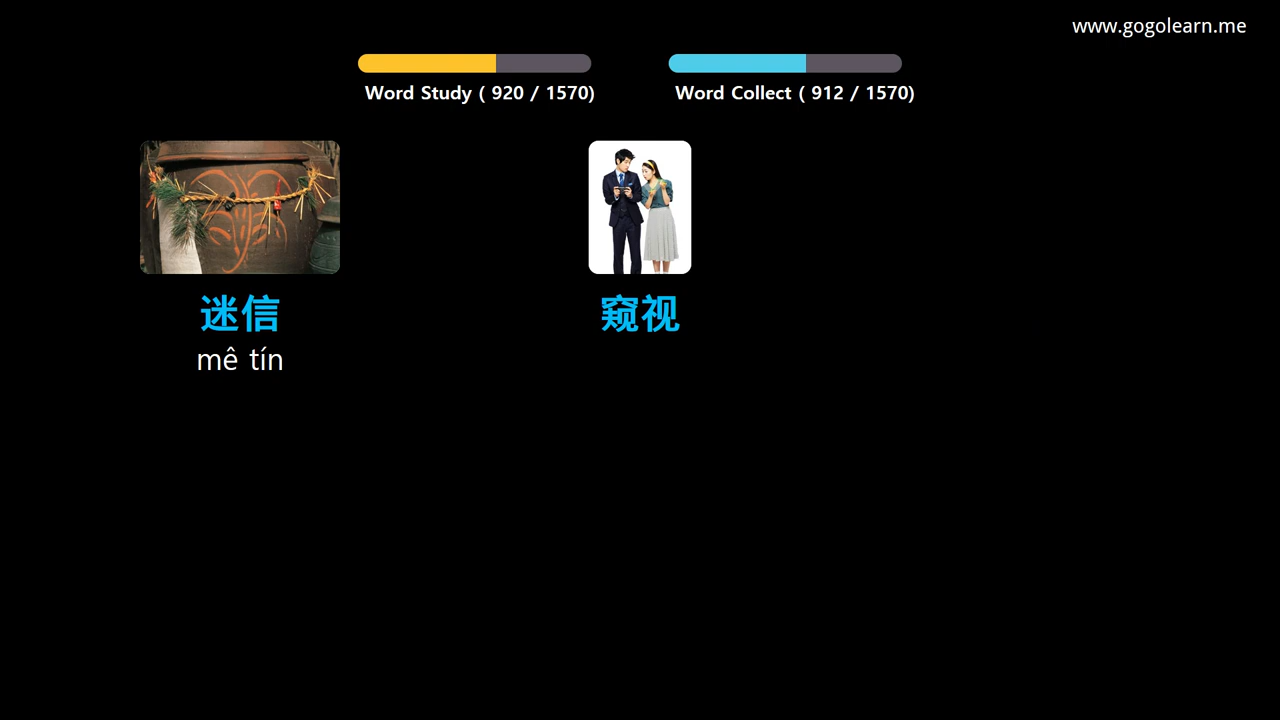 www.gogolearn.me
Word Study ( 920 / 1570)
Word Collect ( 912 / 1570)
迷信
窥视
mê tín